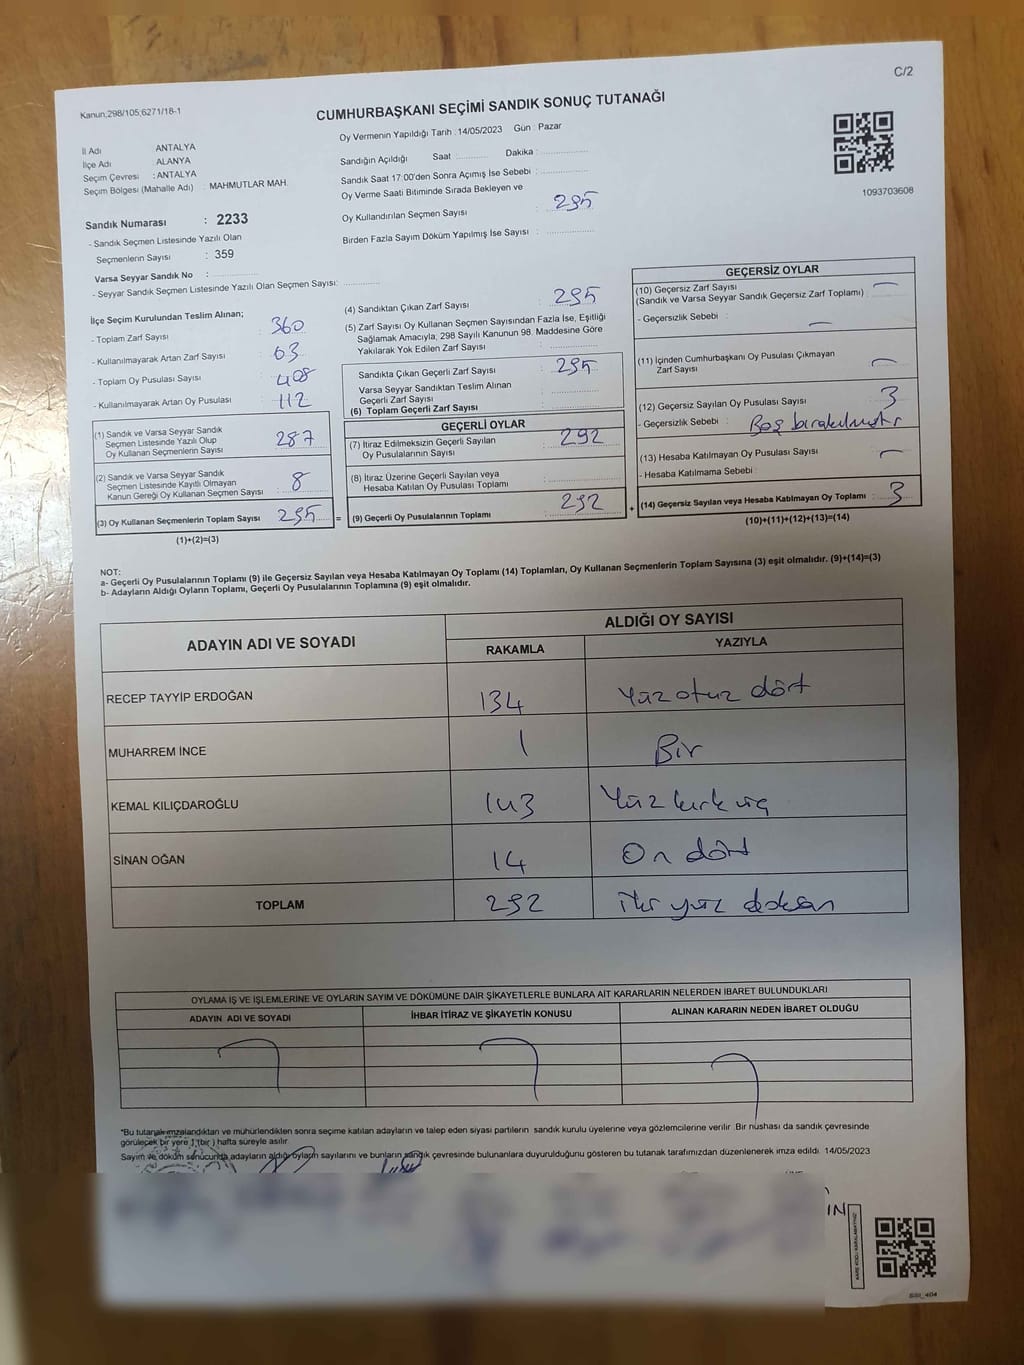 C/2
Kanun,298/105;6271/18-1
CUMHURBAŞKANI SEÇİMİ SANDIK SONUÇ TUTANAĞI
Oy Vermenin Yapıldığı Tarih : 14/05/2023 Gün : Pazar
İl Adı ANTALYA
İlçe Adı ALANYA
Seçim Çevresi : ANTALYA
Seçim Bölgesi (Mahalle Adı) : MAHMUTLAR MAH.
Sandık Numarası : 2233
- Sandık Seçmen Listesinde Yazılı Olan
Seçmenlerin Sayısı : 359
Varsa Seyyar Sandık No :
- Seyyar Sandık Seçmen Listesinde Yazılı Olan Seçmen Sayısı:
Sandığın Açıldığı Saat Dakika :
Sandık Saat 17:00'den Sonra Açımış İse Sebebi :
Oy Verme Saati Bitiminde Sırada Bekleyen ve
Oy Kullandırılan Seçmen Sayısı : 295
Birden Fazla Sayım Döküm Yapılmış İse Sayısı :
1093703608
İlçe Seçim Kurulundan Teslim Alınan;
- Toplam Zarf Sayısı : 360
- Kullanılmayarak Artan Zarf Sayısı : 63
- Toplam Oy Pusulası Sayısı : 408
- Kullanılmayarak Artan Oy Pusulası : 112
(1) Sandık ve Varsa Seyyar Sandık
Seçmen Listesinde Yazılı Olup
Oy Kullanan Seçmenlerin Sayısı : 287
(2) Sandık ve Varsa Seyyar Sandık
Seçmen Listesinde Kayıtlı Olmayan
Kanun Gereği Oy Kullanan Seçmen Sayısı : 8
(3) Oy Kullanan Seçmenlerin Toplam Sayısı : 295 =
(1)+(2)=(3)
(4) Sandıktan Çıkan Zarf Sayısı : 295
(5) Zarf Sayısı Oy Kullanan Seçmen Sayısından Fazla İse, Eşitliği
Sağlamak Amacıyla; 298 Sayılı Kanunun 98. Maddesine Göre
Yakılarak Yok Edilen Zarf Sayısı :
Sandıkta Çıkan Geçerli Zarf Sayısı : 295
Varsa Seyyar Sandıktan Teslim Alınan
Geçerli Zarf Sayısı :
(6) Toplam Geçerli Zarf Sayısı :
GEÇERLİ OYLAR
(7) İtiraz Edilmeksizin Geçerli Sayılan
Oy Pusulasının Sayısı : 292
(8) İtiraz Üzerine Geçerli Sayılan veya
Hesaba Katılan Oy Pusulası Toplamı :
(9) Geçerli Oy Pusulalarının Toplamı : 292 +
GEÇERSİZ OYLAR
(10) Geçersiz Zarf Sayısı
(Sandık ve Varsa Seyyar Sandık Geçersiz Zarf Toplamı) : —
- Geçersizlik Sebebi : —
(11) İçinden Cumhurbaşkanı Oy Pusulası Çıkmayan
Zarf Sayısı : —
(12) Geçersiz Sayılan Oy Pusulası Sayısı : 3
- Geçersizlik Sebebi : Boş bırakılmıştır
(13) Hesaba Katılmayan Oy Pusulası Sayısı : —
- Hesaba Katılmama Sebebi :
(14) Geçersiz Sayılan veya Hesaba Katılmayan Oy Toplamı : 3
(10)+(11)+(12)+(13)=(14)
NOT:
a- Geçerli Oy Pusulalarının Toplamı (9) ile Geçersiz Sayılan veya Hesaba Katılmayan Oy Toplamı (14) Toplamları, Oy Kullanan Seçmenlerin Toplam Sayısına (3) eşit olmalıdır. (9)+(14)=(3)
b- Adayların Aldığı Oyların Toplamı, Geçerli Oy Pusulalarının Toplamına (9) eşit olmalıdır.
ADAYIN ADI VE SOYADI ALDIĞI OY SAYISI
RAKAMLA YAZIYLA
RECEP TAYYİP ERDOĞAN 134 Yüz otuz dört
MUHARREM İNCE 1 Bir
KEMAL KILIÇDAROĞLU 143 Yüz kırk üç
SİNAN OĞAN 14 On dört
TOPLAM 292 iki yüz doksan
OYLAMA İŞ VE İŞLEMLERİNE VE OYLARIN SAYIM VE DÖKÜMÜNE DAİR ŞİKAYETLERLE BUNLARA AİT KARARLARIN NELERDEN İBARET BULUNDUKLARI
ADAYIN ADI VE SOYADI İHBAR İTİRAZ VE ŞİKAYETİN KONUSU ALINAN KARARIN NEDEN İBARET OLDUĞU
*Bu tutanak imzalandıktan ve mühürlendikten sonra seçime katılan adayların ve talep eden siyasi partilerin sandık kurulu üyelerine veya gözlemcilerine verilir. Bir nüshası da sandık çevresinde
görülecek bir yere 1 (bir ) hafta süreyle asılır.
Sayım ve döküm sonucunda adayların aldığı oyların sayılarını ve bunların sandık çevresinde bulunanlara duyurulduğunu gösteren bu tutanak tarafımızdan düzenlenerek imza edildi. 14/05/2023
SSI_404